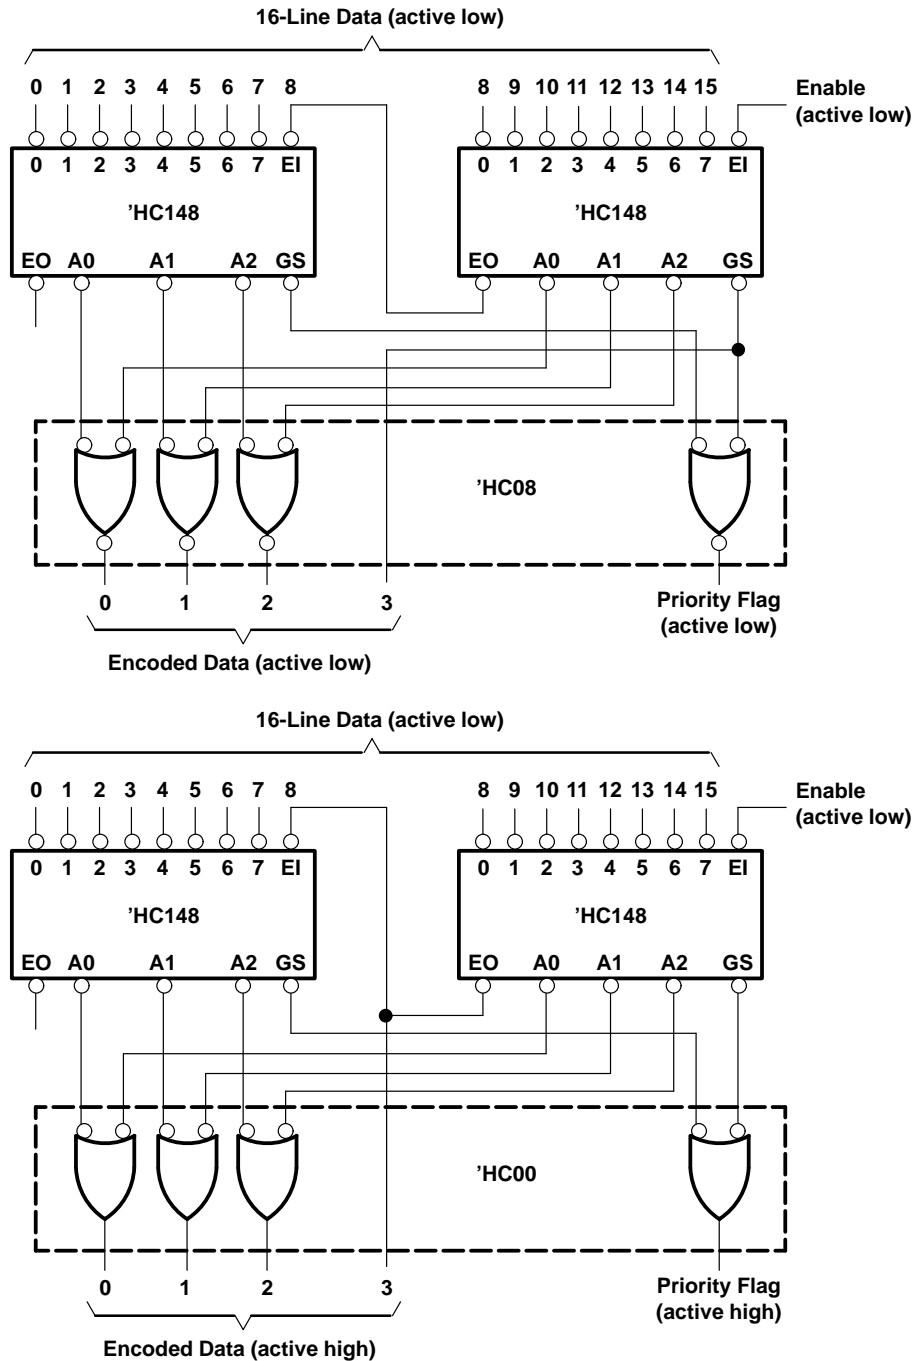 16-Line Data (active low)
0 1 2 3 4 5 6 7 8 8 9 10 11 12 13 14 15 Enable
(active low)
0 1 2 3 4 5 6 7 EI 0 1 2 3 4 5 6 7 EI
’HC148 ’HC148
EO A0 A1 A2 GS EO A0 A1 A2 GS
’HC08
0 1 2 3 Priority Flag
(active low)
Encoded Data (active low)
16-Line Data (active low)
0 1 2 3 4 5 6 7 8 8 9 10 11 12 13 14 15 Enable
(active low)
0 1 2 3 4 5 6 7 EI 0 1 2 3 4 5 6 7 EI
’HC148 ’HC148
EO A0 A1 A2 GS EO A0 A1 A2 GS
’HC00
0 1 2 3 Priority Flag
(active high)
Encoded Data (active high)